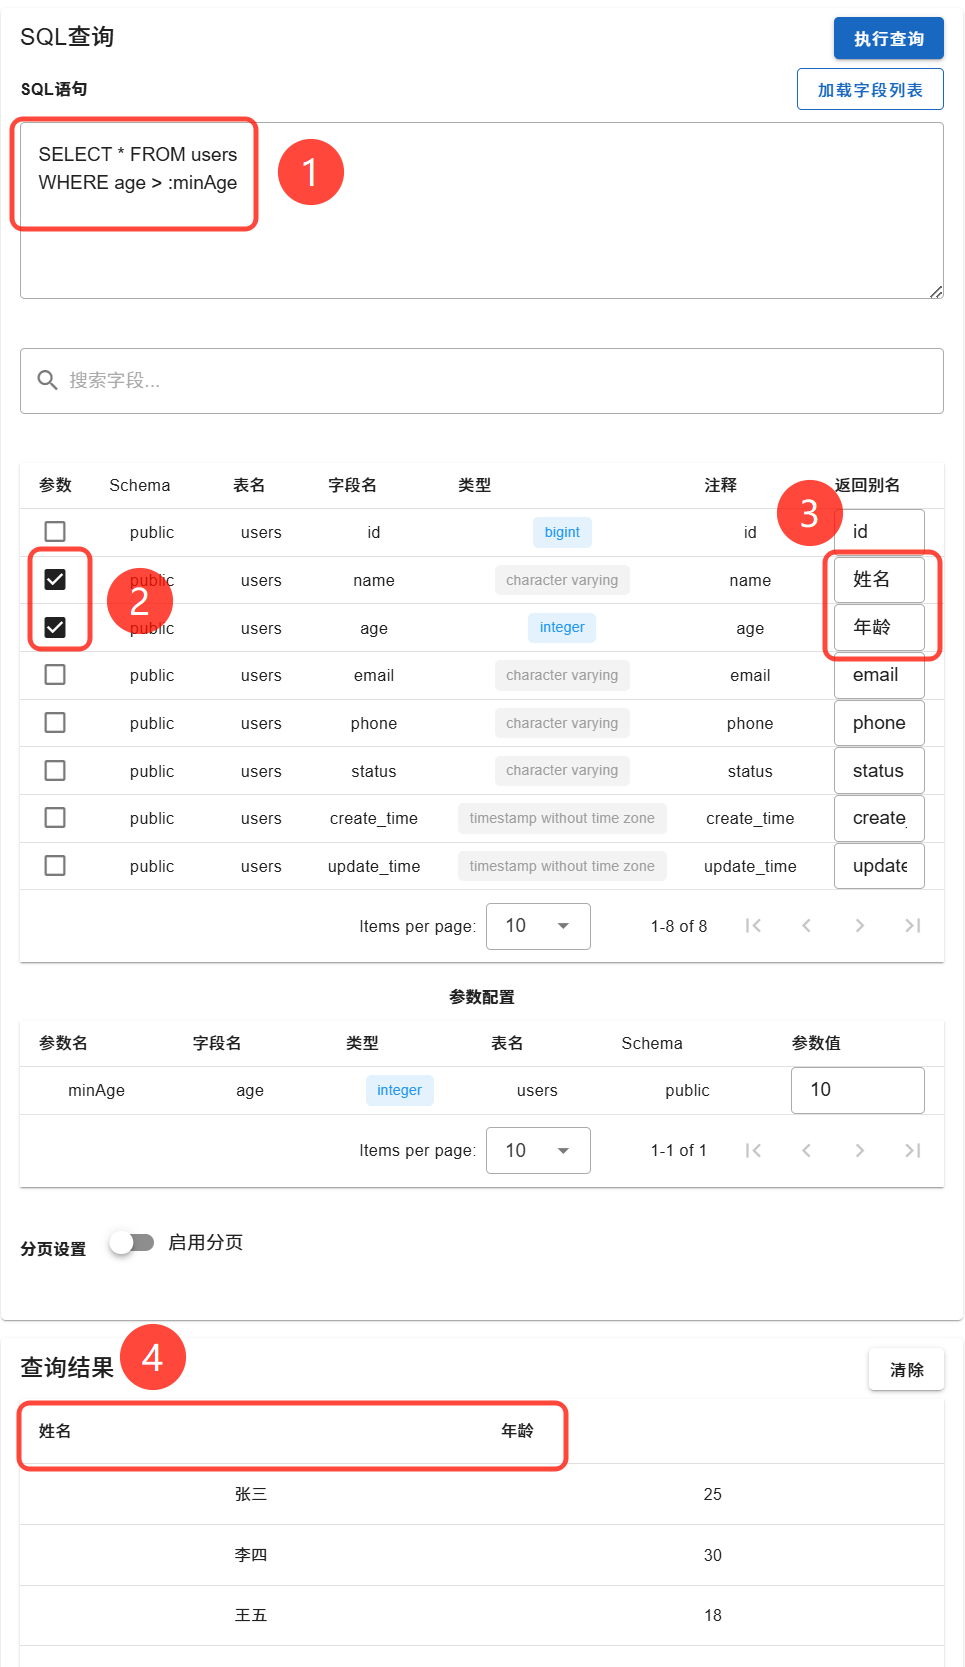 SQL查询
执行查询
SQL语句
加载字段列表
SELECT * FROM users
WHERE age > :minAge
1
搜索字段...
参数 Schema 表名 字段名 类型 注释 返回别名
3
public users id bigint id id
public users name character varying name 姓名
2
public users age integer age 年龄
public users email character varying email email
public users phone character varying phone phone
public users status character varying status status
public users create_time timestamp without time zone create_time create_
public users update_time timestamp without time zone update_time update
Items per page: 10 1-8 of 8
参数配置
参数名 字段名 类型 表名 Schema 参数值
minAge age integer users public 10
Items per page: 10 1-1 of 1
分页设置 启用分页
查询结果 4 清除
姓名 年龄
张三 25
李四 30
王五 18